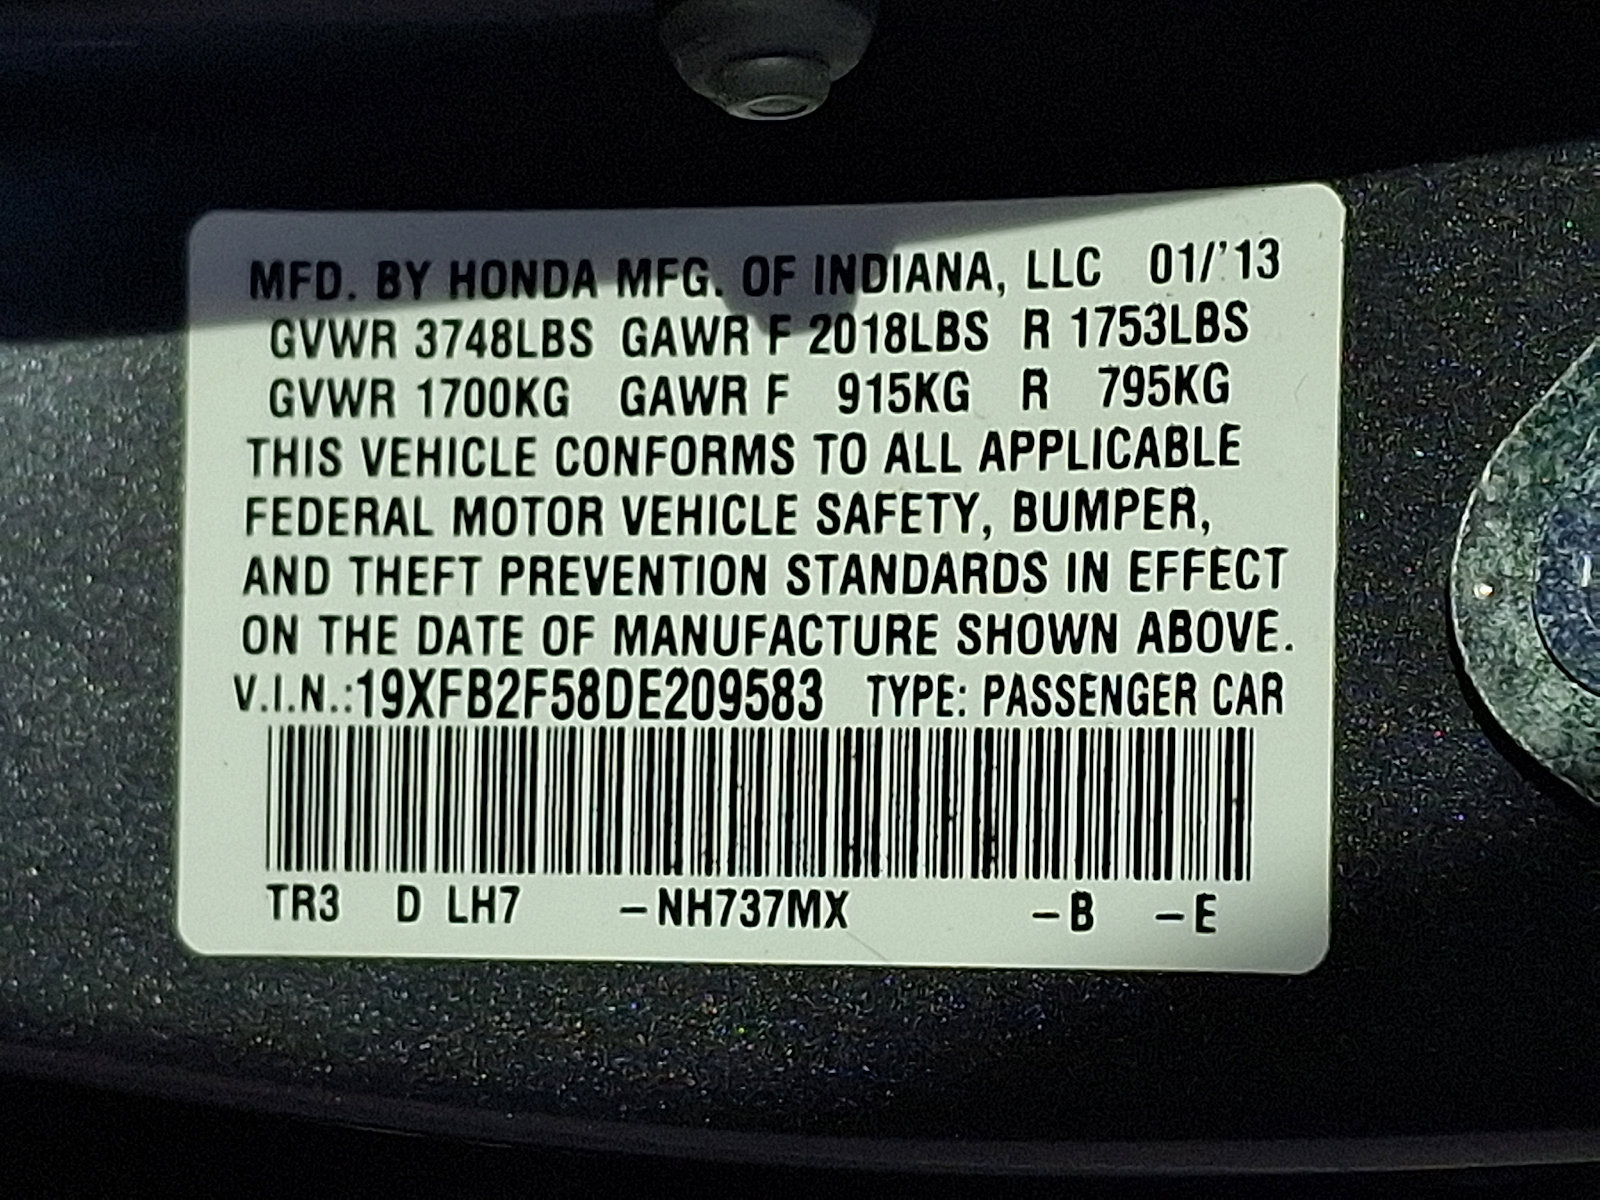 MFD. BY HONDA MFG. OF INDIANA, LLC 01/'13
GVWR 3748LBS GAWR F 2018LBS R 1753LBS
GVWR 1700KG GAWR F 915KG R 795KG
THIS VEHICLE CONFORMS TO ALL APPLICABLE
FEDERAL MOTOR VEHICLE SAFETY, BUMPER,
AND THEFT PREVENTION STANDARDS IN EFFECT
ON THE DATE OF MANUFACTURE SHOWN ABOVE.
V.I.N.:19XFB2F58DE209583 TYPE: PASSENGER CAR
TR3 D LH7 –NH737MX –B –E